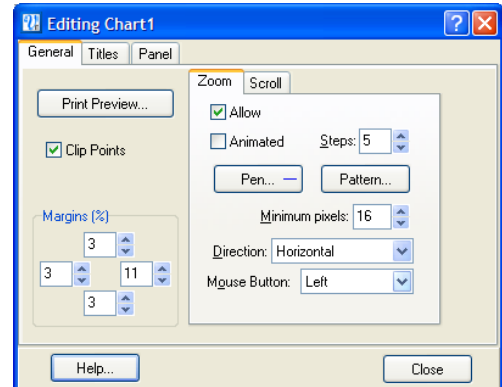 Editing Chart1
General Titles Panel
Print Preview...
Clip Points
Margins (%)
3
3 11
3
Zoom Scroll
Allow
Animated Steps: 5
Pen... Pattern...
Minimum pixels: 16
Direction: Horizontal
Mouse Button: Left
Help... Close